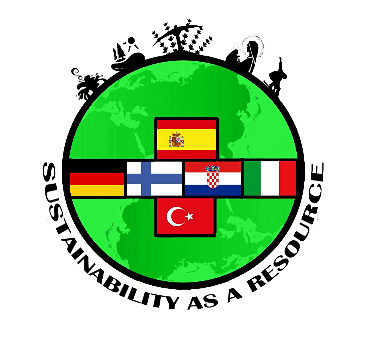 SUSTAINABILITY AS A RESOURCE